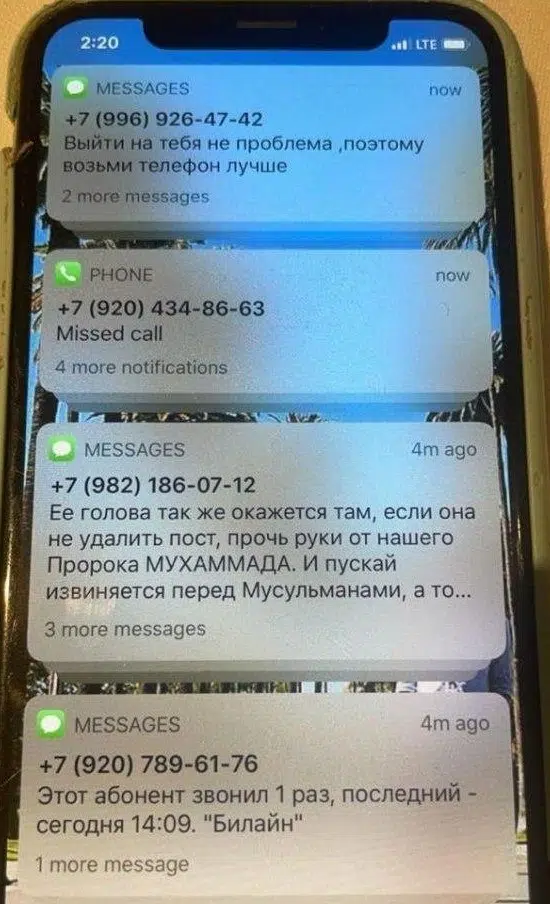 2:20
LTE
MESSAGES
now
+7 (996) 926-47-42
Выйти на тебя не проблема ,поэтому
возьми телефон лучше
2 more messages
PHONE
now
+7 (920) 434-86-63
Missed call
4 more notifications
MESSAGES
4m ago
+7 (982) 186-07-12
Ее голова так же окажется там, если она
не удалить пост, прочь руки от нашего
Пророка МУХАММАДА. И пускай
извиняется перед Мусульманами, а то...
3 more messages
MESSAGES
4m ago
+7 (920) 789-61-76
Этот абонент звонил 1 раз, последний -
сегодня 14:09. "Билайн"
1 more message